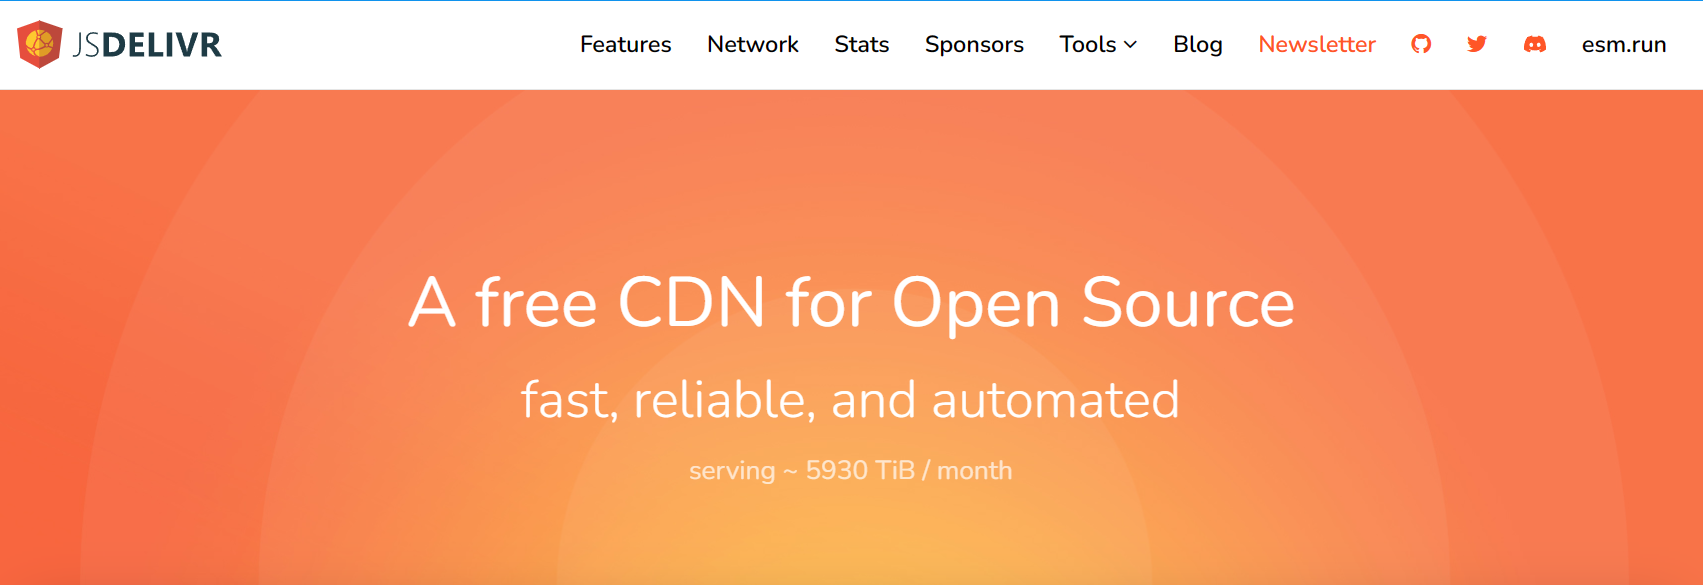 JSDELIVR
Features Network Stats Sponsors Tools Blog Newsletter esm.run
A free CDN for Open Source
fast, reliable, and automated
serving ~ 5930 TiB / month